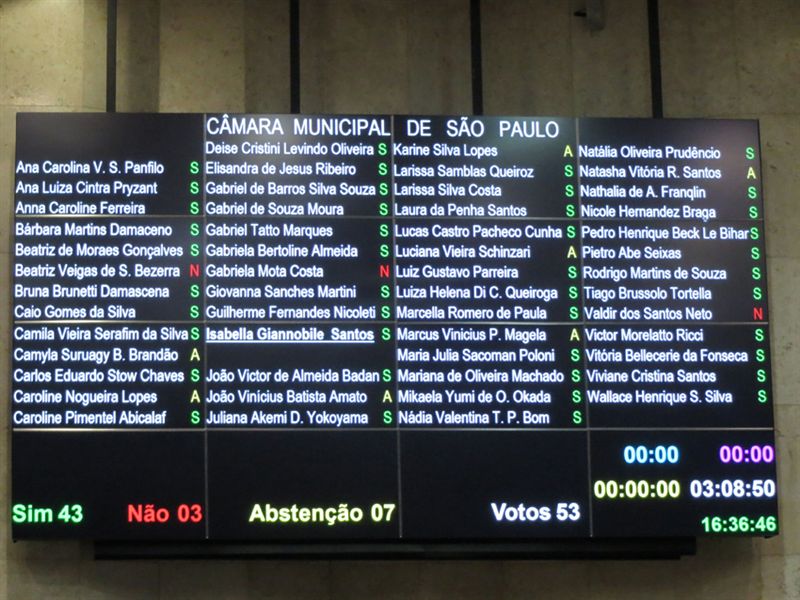 CÂMARA MUNICIPAL DE SÃO PAULO
Ana Carolina V. S. Panfilo S
Ana Luiza Cintra Pryzant S
Anna Caroline Ferreira S
Bárbara Martins Damaceno S
Beatriz de Moraes Gonçalves S
Beatriz Veigas de S. Bezerra N
Bruna Brunetti Damascena S
Caio Gomes da Silva S
Camila Vieira Serafim da Silva S
Camyla Suruagy B. Brandão A
Carlos Eduardo Stow Chaves S
Caroline Nogueira Lopes A
Caroline Pimentel Abicalaf S
Deise Cristini Levindo Oliveira S
Elisandra de Jesus Ribeiro S
Gabriel de Barros Silva Souza S
Gabriel de Souza Moura S
Gabriel Tatto Marques S
Gabriela Bertoline Almeida S
Gabriela Mota Costa N
Giovanna Sanches Martini S
Guilherme Fernandes Nicoleti S
Isabella Giannobile Santos S
João Victor de Almeida Badan S
João Vinícius Batista Amato A
Juliana Akemi D. Yokoyama S
Karine Silva Lopes A
Larissa Samblas Queiroz S
Larissa Silva Costa S
Laura da Penha Santos S
Lucas Castro Pacheco Cunha S
Luciana Vieira Schinzari A
Luiz Gustavo Parreira S
Luiza Helena Di C. Queiroga S
Marcella Romero de Paula S
Marcus Vinicius P. Magela A
Maria Julia Sacoman Poloni S
Mariana de Oliveira Machado S
Mikaela Yumi de O. Okada S
Nádia Valentina T. P. Bom S
Natália Oliveira Prudêncio S
Natasha Vitória R. Santos A
Nathalia de A. Franqlin S
Nicole Hernandez Braga S
Pedro Henrique Beck Le Bihar S
Pietro Abe Seixas S
Rodrigo Martins de Souza S
Tiago Brussolo Tortella S
Valdir dos Santos Neto N
Victor Morelatto Ricci S
Vitória Bellecerie da Fonseca S
Viviane Cristina Santos S
Wallace Henrique S. Silva S
00:00 00:00
00:00:00 03:08:50
Sim 43 Não 03 Abstenção 07 Votos 53
16:36:46